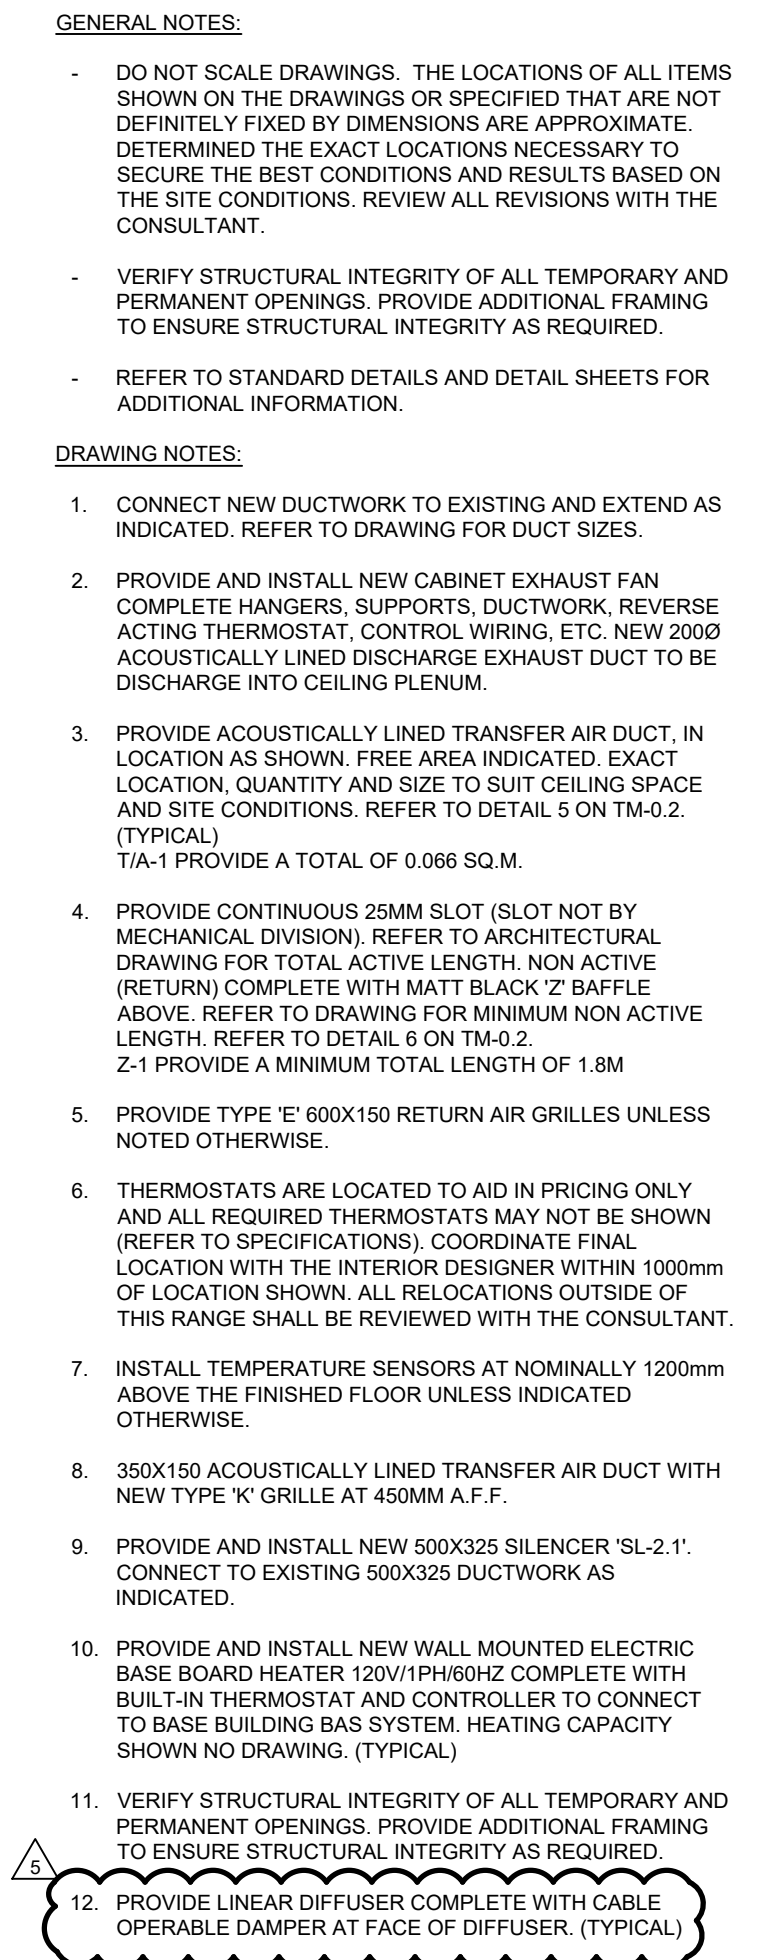 GENERAL NOTES:
- DO NOT SCALE DRAWINGS. THE LOCATIONS OF ALL ITEMS
SHOWN ON THE DRAWINGS OR SPECIFIED THAT ARE NOT
DEFINITELY FIXED BY DIMENSIONS ARE APPROXIMATE.
DETERMINED THE EXACT LOCATIONS NECESSARY TO
SECURE THE BEST CONDITIONS AND RESULTS BASED ON
THE SITE CONDITIONS. REVIEW ALL REVISIONS WITH THE
CONSULTANT.
- VERIFY STRUCTURAL INTEGRITY OF ALL TEMPORARY AND
PERMANENT OPENINGS. PROVIDE ADDITIONAL FRAMING
TO ENSURE STRUCTURAL INTEGRITY AS REQUIRED.
- REFER TO STANDARD DETAILS AND DETAIL SHEETS FOR
ADDITIONAL INFORMATION.
DRAWING NOTES:
1. CONNECT NEW DUCTWORK TO EXISTING AND EXTEND AS
INDICATED. REFER TO DRAWING FOR DUCT SIZES.
2. PROVIDE AND INSTALL NEW CABINET EXHAUST FAN
COMPLETE HANGERS, SUPPORTS, DUCTWORK, REVERSE
ACTING THERMOSTAT, CONTROL WIRING, ETC. NEW 200Ø
ACOUSTICALLY LINED DISCHARGE EXHAUST DUCT TO BE
DISCHARGE INTO CEILING PLENUM.
3. PROVIDE ACOUSTICALLY LINED TRANSFER AIR DUCT, IN
LOCATION AS SHOWN. FREE AREA INDICATED. EXACT
LOCATION, QUANTITY AND SIZE TO SUIT CEILING SPACE
AND SITE CONDITIONS. REFER TO DETAIL 5 ON TM-0.2.
(TYPICAL)
T/A-1 PROVIDE A TOTAL OF 0.066 SQ.M.
4. PROVIDE CONTINUOUS 25MM SLOT (SLOT NOT BY
MECHANICAL DIVISION). REFER TO ARCHITECTURAL
DRAWING FOR TOTAL ACTIVE LENGTH. NON ACTIVE
(RETURN) COMPLETE WITH MATT BLACK 'Z' BAFFLE
ABOVE. REFER TO DRAWING FOR MINIMUM NON ACTIVE
LENGTH. REFER TO DETAIL 6 ON TM-0.2.
Z-1 PROVIDE A MINIMUM TOTAL LENGTH OF 1.8M
5. PROVIDE TYPE 'E' 600X150 RETURN AIR GRILLES UNLESS
NOTED OTHERWISE.
6. THERMOSTATS ARE LOCATED TO AID IN PRICING ONLY
AND ALL REQUIRED THERMOSTATS MAY NOT BE SHOWN
(REFER TO SPECIFICATIONS). COORDINATE FINAL
LOCATION WITH THE INTERIOR DESIGNER WITHIN 1000mm
OF LOCATION SHOWN. ALL RELOCATIONS OUTSIDE OF
THIS RANGE SHALL BE REVIEWED WITH THE CONSULTANT.
7. INSTALL TEMPERATURE SENSORS AT NOMINALLY 1200mm
ABOVE THE FINISHED FLOOR UNLESS INDICATED
OTHERWISE.
8. 350X150 ACOUSTICALLY LINED TRANSFER AIR DUCT WITH
NEW TYPE 'K' GRILLE AT 450MM A.F.F.
9. PROVIDE AND INSTALL NEW 500X325 SILENCER 'SL-2.1'.
CONNECT TO EXISTING 500X325 DUCTWORK AS
INDICATED.
10. PROVIDE AND INSTALL NEW WALL MOUNTED ELECTRIC
BASE BOARD HEATER 120V/1PH/60HZ COMPLETE WITH
BUILT-IN THERMOSTAT AND CONTROLLER TO CONNECT
TO BASE BUILDING BAS SYSTEM. HEATING CAPACITY
SHOWN NO DRAWING. (TYPICAL)
11. VERIFY STRUCTURAL INTEGRITY OF ALL TEMPORARY AND
PERMANENT OPENINGS. PROVIDE ADDITIONAL FRAMING
TO ENSURE STRUCTURAL INTEGRITY AS REQUIRED.
5
12. PROVIDE LINEAR DIFFUSER COMPLETE WITH CABLE
OPERABLE DAMPER AT FACE OF DIFFUSER. (TYPICAL)